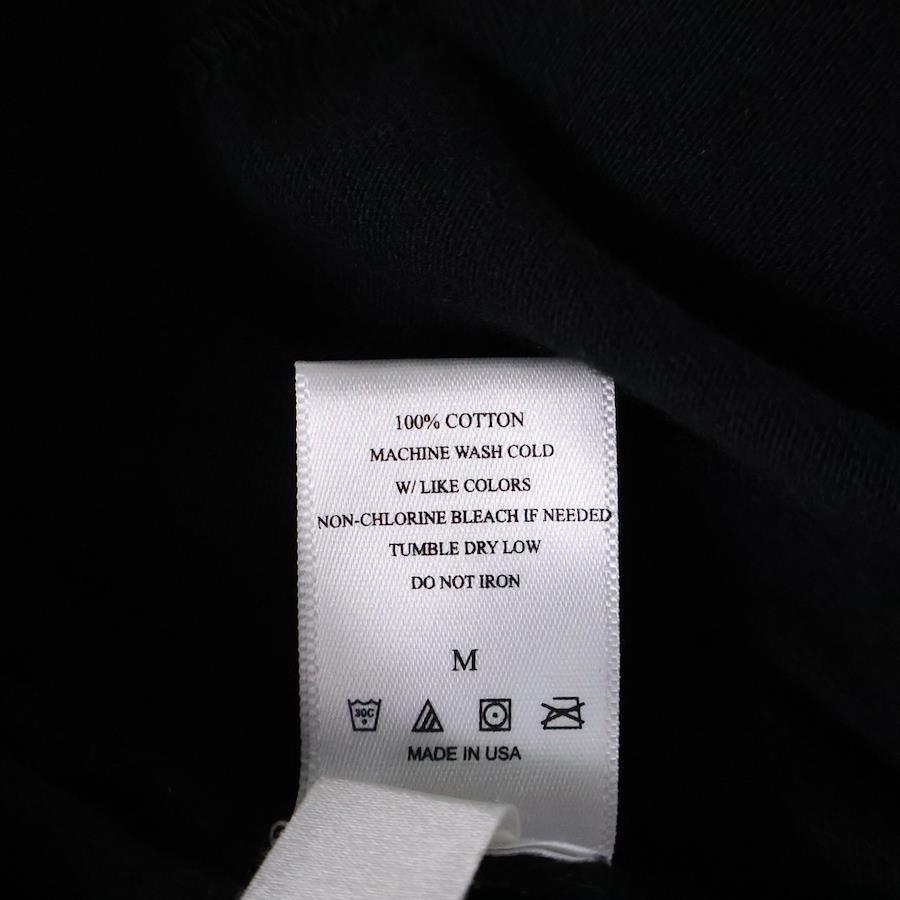 100% COTTON
MACHINE WASH COLD
W/ LIKE COLORS
NON-CHLORINE BLEACH IF NEEDED
TUMBLE DRY LOW
DO NOT IRON
M
30C
MADE IN USA